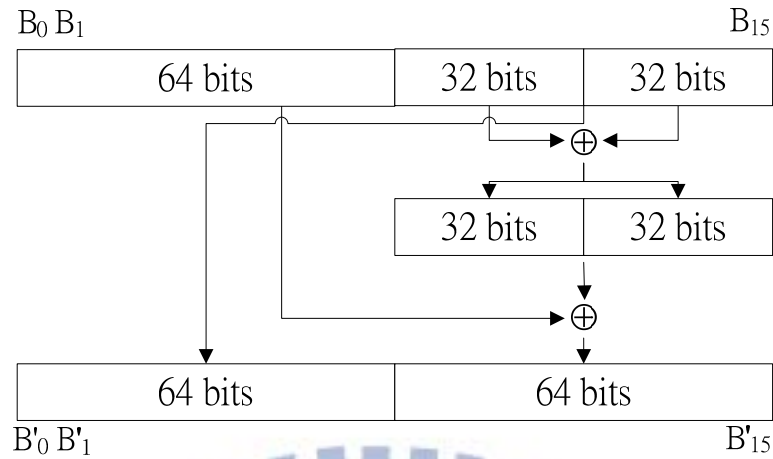 B₀ B₁ B₁₅
64 bits 32 bits 32 bits
32 bits 32 bits
64 bits 64 bits
B'₀ B'₁ B'₁₅